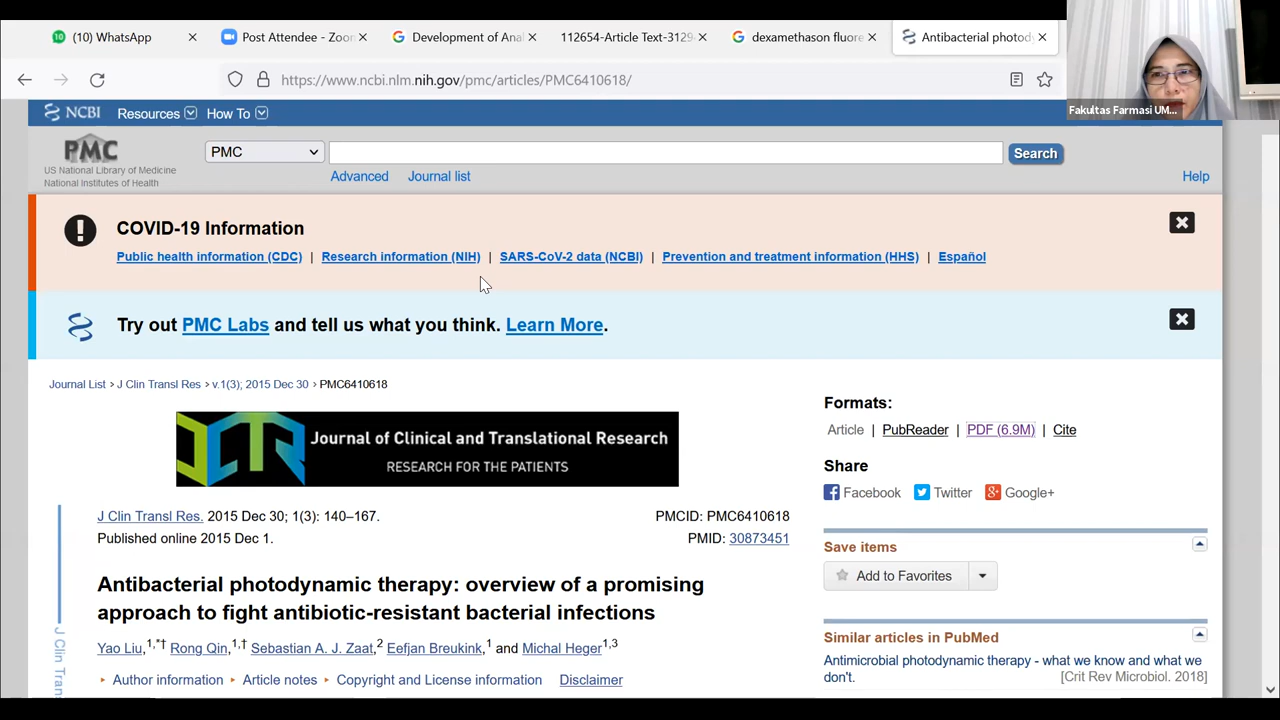 (10) WhatsApp
Post Attendee - Zoon
Development of Anal
112654-Article Text-3129-
dexamethason fluore
Antibacterial photody
https://www.ncbi.nlm.nih.gov/pmc/articles/PMC6410618/
Fakultas Farmasi UM...
NCBI Resources How To
PMC
US National Library of Medicine
National Institutes of Health
PMC
Search
Advanced Journal list
Help
COVID-19 Information
Public health information (CDC) | Research information (NIH) | SARS-CoV-2 data (NCBI) | Prevention and treatment information (HHS) | Español
Try out PMC Labs and tell us what you think. Learn More.
Journal List > J Clin Transl Res > v.1(3); 2015 Dec 30 > PMC6410618
JCTR
Journal of Clinical and Translational Research
RESEARCH FOR THE PATIENTS
J Clin Transl Res. 2015 Dec 30; 1(3): 140–167.
Published online 2015 Dec 1.
PMCID: PMC6410618
PMID: 30873451
Antibacterial photodynamic therapy: overview of a promising
approach to fight antibiotic-resistant bacterial infections
Yao Liu,1,*† Rong Qin,1,† Sebastian A. J. Zaat,2 Eefjan Breukink,1 and Michal Heger1,3
Author information Article notes Copyright and License information Disclaimer
J Clin Trans
Formats:
Article | PubReader | PDF (6.9M) | Cite
Share
Facebook Twitter Google+
Save items
Add to Favorites
Similar articles in PubMed
Antimicrobial photodynamic therapy - what we know and what we
don't.
[Crit Rev Microbiol. 2018]